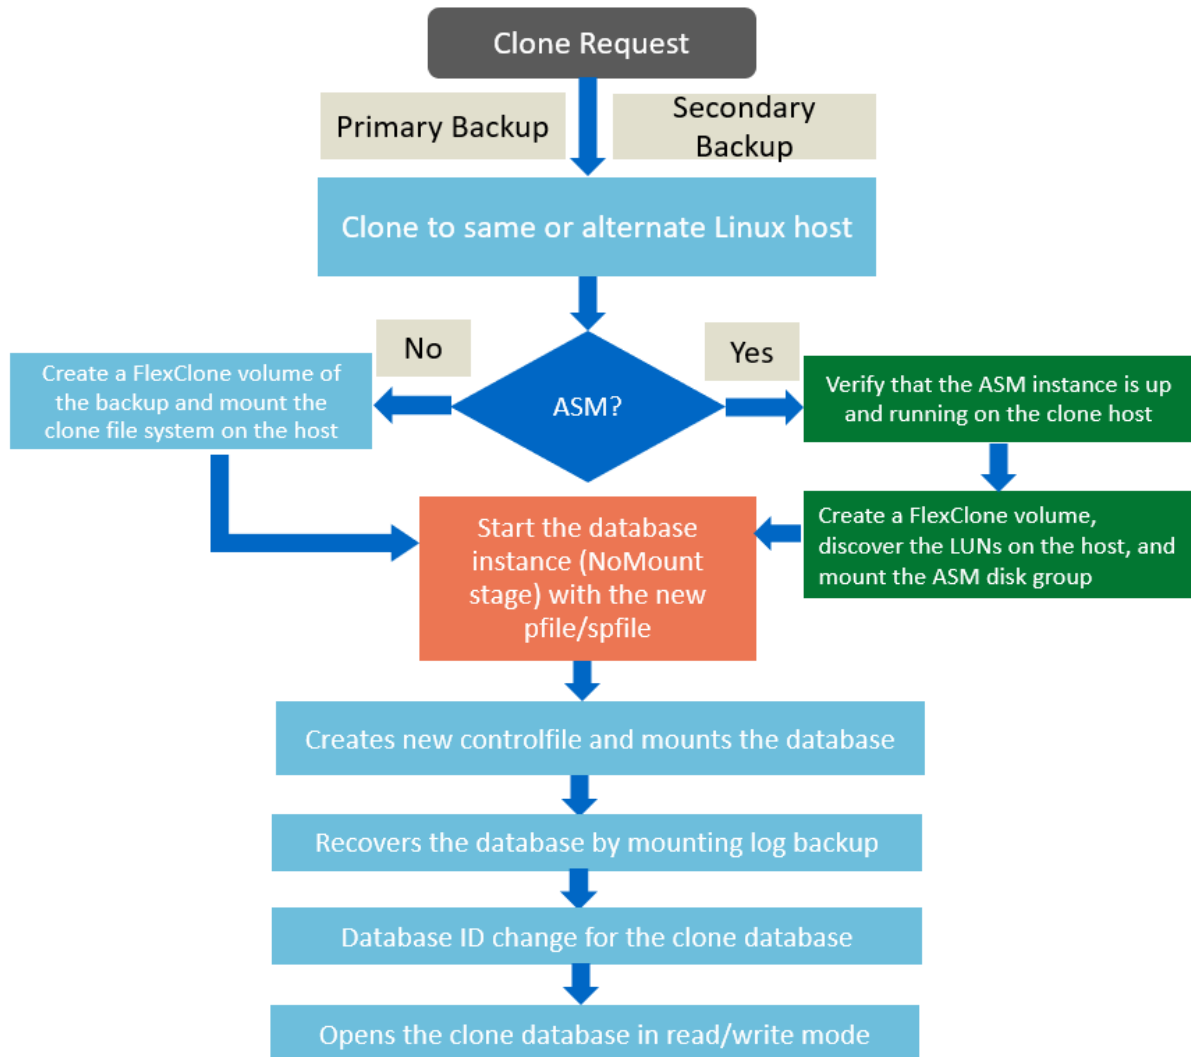 Clone Request
Primary Backup
Secondary
Backup
Clone to same or alternate Linux host
No
Yes
Create a FlexClone volume of
the backup and mount the
clone file system on the host
ASM?
Verify that the ASM instance is up
and running on the clone host
Start the database
instance (NoMount
stage) with the new
pfile/spfile
Create a FlexClone volume,
discover the LUNs on the host, and
mount the ASM disk group
Creates new controlfile and mounts the database
Recovers the database by mounting log backup
Database ID change for the clone database
Opens the clone database in read/write mode